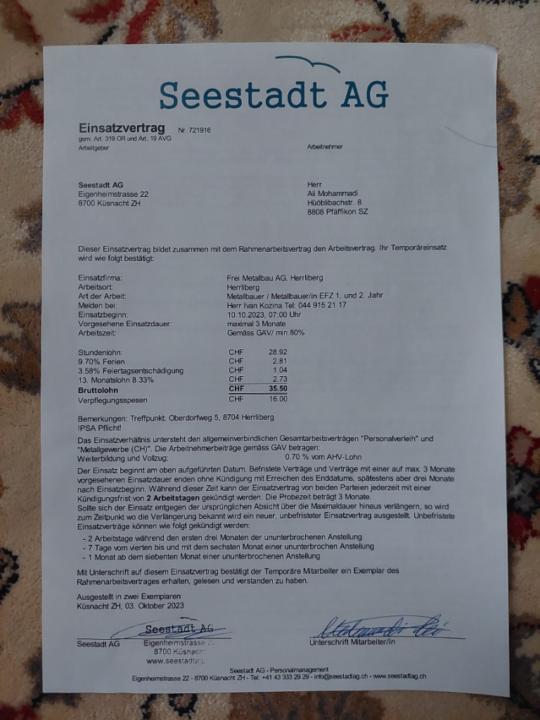 Seestadt AG
Einsatzvertrag Nr. 721916
gem. Art. 319 OR und Art. 19 AVG
Arbeitgeber Arbeitnehmer
Seestadt AG Herr
Eigenheimstrasse 22 Ali Mohammadi
8700 Küsnacht ZH Hüöblibachstr. 8
8808 Pfäffikon SZ
Dieser Einsatzvertrag bildet zusammen mit dem Rahmenarbeitsvertrag den Arbeitsvertrag. Ihr Temporäreinsatz
wird wie folgt bestätigt:
Einsatzfirma: Frei Metallbau AG, Herrliberg
Arbeitsort: Herrliberg
Art der Arbeit: Metallbauer / Metallbauer/in EFZ 1. und 2. Jahr
Melden bei: Herr Ivan Kozina Tel: 044 915 21 17
Einsatzbeginn: 10.10.2023, 07:00 Uhr
Vorgesehene Einsatzdauer: maximal 3 Monate
Arbeitszeit: Gemäss GAV/ min.80%
Stundenlohn: CHF 28.92
9.70% Ferien CHF 2.81
3.58% Feiertagsentschädigung CHF 1.04
13. Monatslohn 8.33% CHF 2.73
Bruttolohn CHF 35.50
Verpflegungsspesen CHF 16.00
Bemerkungen: Treffpunkt: Oberdorfweg 5, 8704 Herrliberg
!PSA Pflicht!
Das Einsatzverhältnis untersteht den allgemeinverbindlichen Gesamtarbeitsverträgen "Personalverleih" und
"Metallgewerbe (CH)". Die Arbeitnehmerbeiträge gemäss GAV betragen:
Weiterbildung und Vollzug: 0.70 % vom AHV-Lohn
Der Einsatz beginnt am oben aufgeführten Datum. Befristete Verträge und Verträge mit einer auf max. 3 Monate
vorgesehenen Einsatzdauer enden ohne Kündigung mit Erreichen des Enddatums, spätestens aber drei Monate
nach Einsatzbeginn. Während dieser Zeit kann der Einsatzvertrag von beiden Parteien jederzeit mit einer
Kündigungsfrist von 2 Arbeitstagen gekündigt werden. Die Probezeit beträgt 3 Monate.
Sollte sich der Einsatz entgegen der ursprünglichen Absicht über die Maximaldauer hinaus verlängern, so wird
zum Zeitpunkt wo die Verlängerung bekannt wird ein neuer, unbefristeter Einsatzvertrag ausgestellt. Unbefristete
Einsatzverträge können wie folgt gekündigt werden:
- 2 Arbeitstage während den ersten drei Monaten der ununterbrochenen Anstellung
- 7 Tage vom vierten bis und mit dem sechsten Monat einer ununterbrochen Anstellung
- 1 Monat ab dem siebenten Monat einer ununterbrochenen Anstellung
Mit Unterschrift auf diesem Einsatzvertrag bestätigt der Temporäre Mitarbeiter ein Exemplar des
Rahmenarbeitsvertrages erhalten, gelesen und verstanden zu haben.
Ausgestellt in zwei Exemplaren
Küsnacht ZH, 03. Oktober 2023
Seestadt AG
Seestadt AG Eigenheimstrasse Unterschrift Mitarbeiter/in
8700 Küsnacht
www.seestadtag
Seestadt AG - Personalmanagement
Eigenheimstrasse 22 - 8700 Küsnacht ZH - Tel: +41 43 333 29 29 - info@seestadtag.ch - www.seestadtag.ch